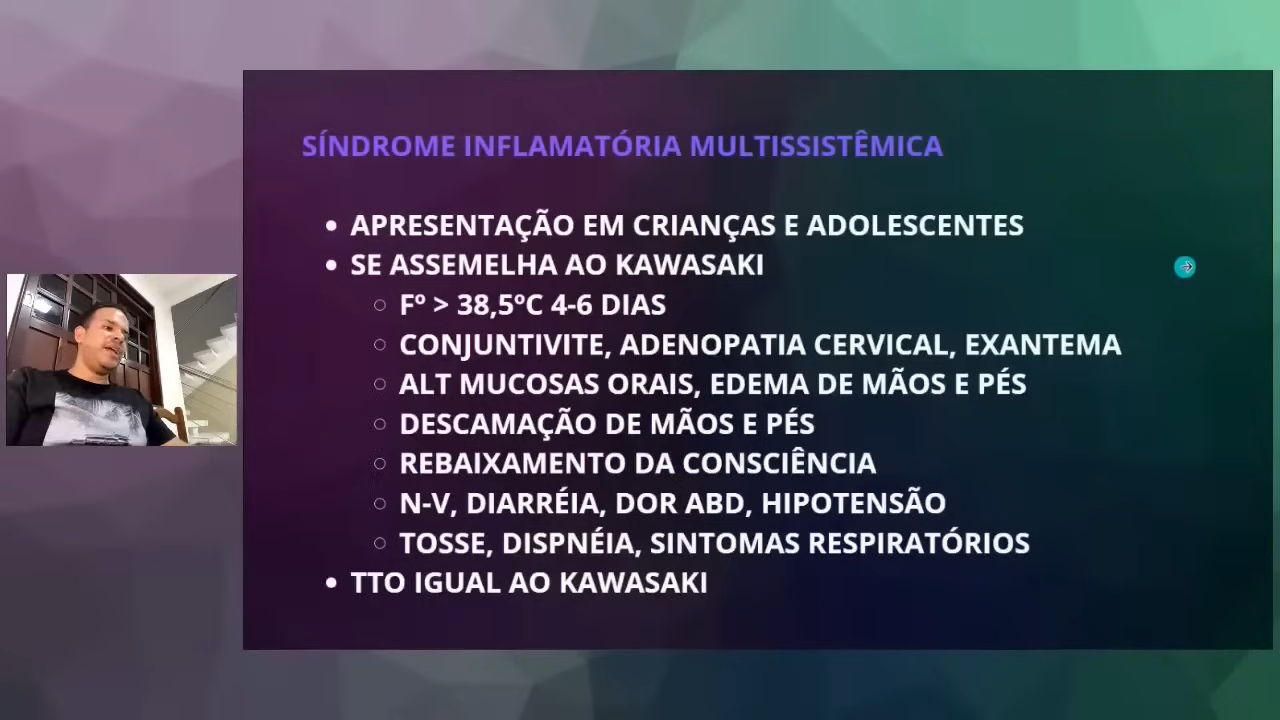 SÍNDROME INFLAMATÓRIA MULTISSISTÊMICA
• APRESENTAÇÃO EM CRIANÇAS E ADOLESCENTES
• SE ASSEMELHA AO KAWASAKI
○ Fº > 38,5ºC 4-6 DIAS
○ CONJUNTIVITE, ADENOPATIA CERVICAL, EXANTEMA
○ ALT MUCOSAS ORAIS, EDEMA DE MÃOS E PÉS
○ DESCAMAÇÃO DE MÃOS E PÉS
○ REBAIXAMENTO DA CONSCIÊNCIA
○ N-V, DIARRÉIA, DOR ABD, HIPOTENSÃO
○ TOSSE, DISPNÉIA, SINTOMAS RESPIRATÓRIOS
• TTO IGUAL AO KAWASAKI